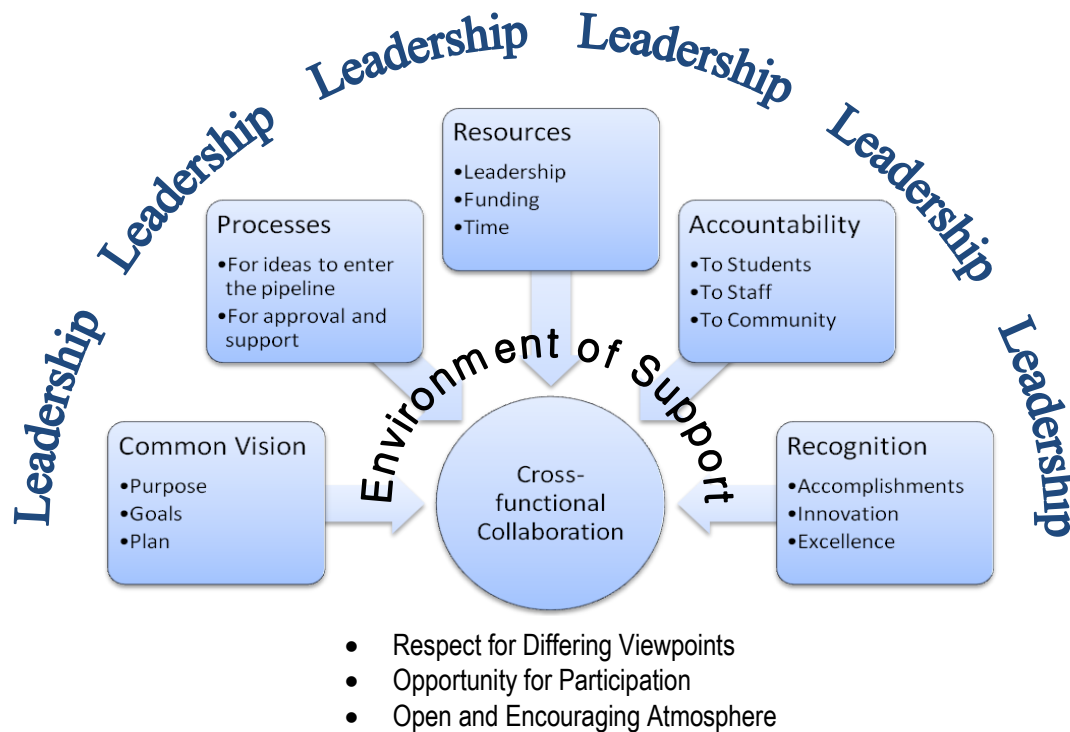 Leadership
Leadership
Leadership
Leadership
Leadership
Leadership
Resources
•Leadership
•Funding
•Time
Processes
•For ideas to enter
the pipeline
•For approval and
support
Accountability
•To Students
•To Staff
•To Community
Environment of Support
Common Vision
•Purpose
•Goals
•Plan
Cross-
functional
Collaboration
Recognition
•Accomplishments
•Innovation
•Excellence
• Respect for Differing Viewpoints
• Opportunity for Participation
• Open and Encouraging Atmosphere